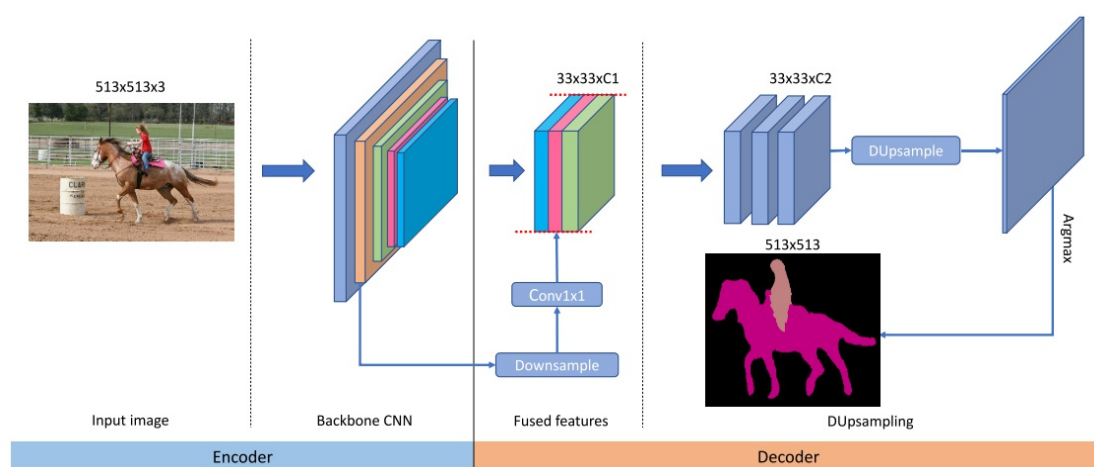 513x513x3
33x33xC1
33x33xC2
DUpsample
Argmax
513x513
Conv1x1
Downsample
Input image
Backbone CNN
Fused features
DUpsampling
Encoder
Decoder